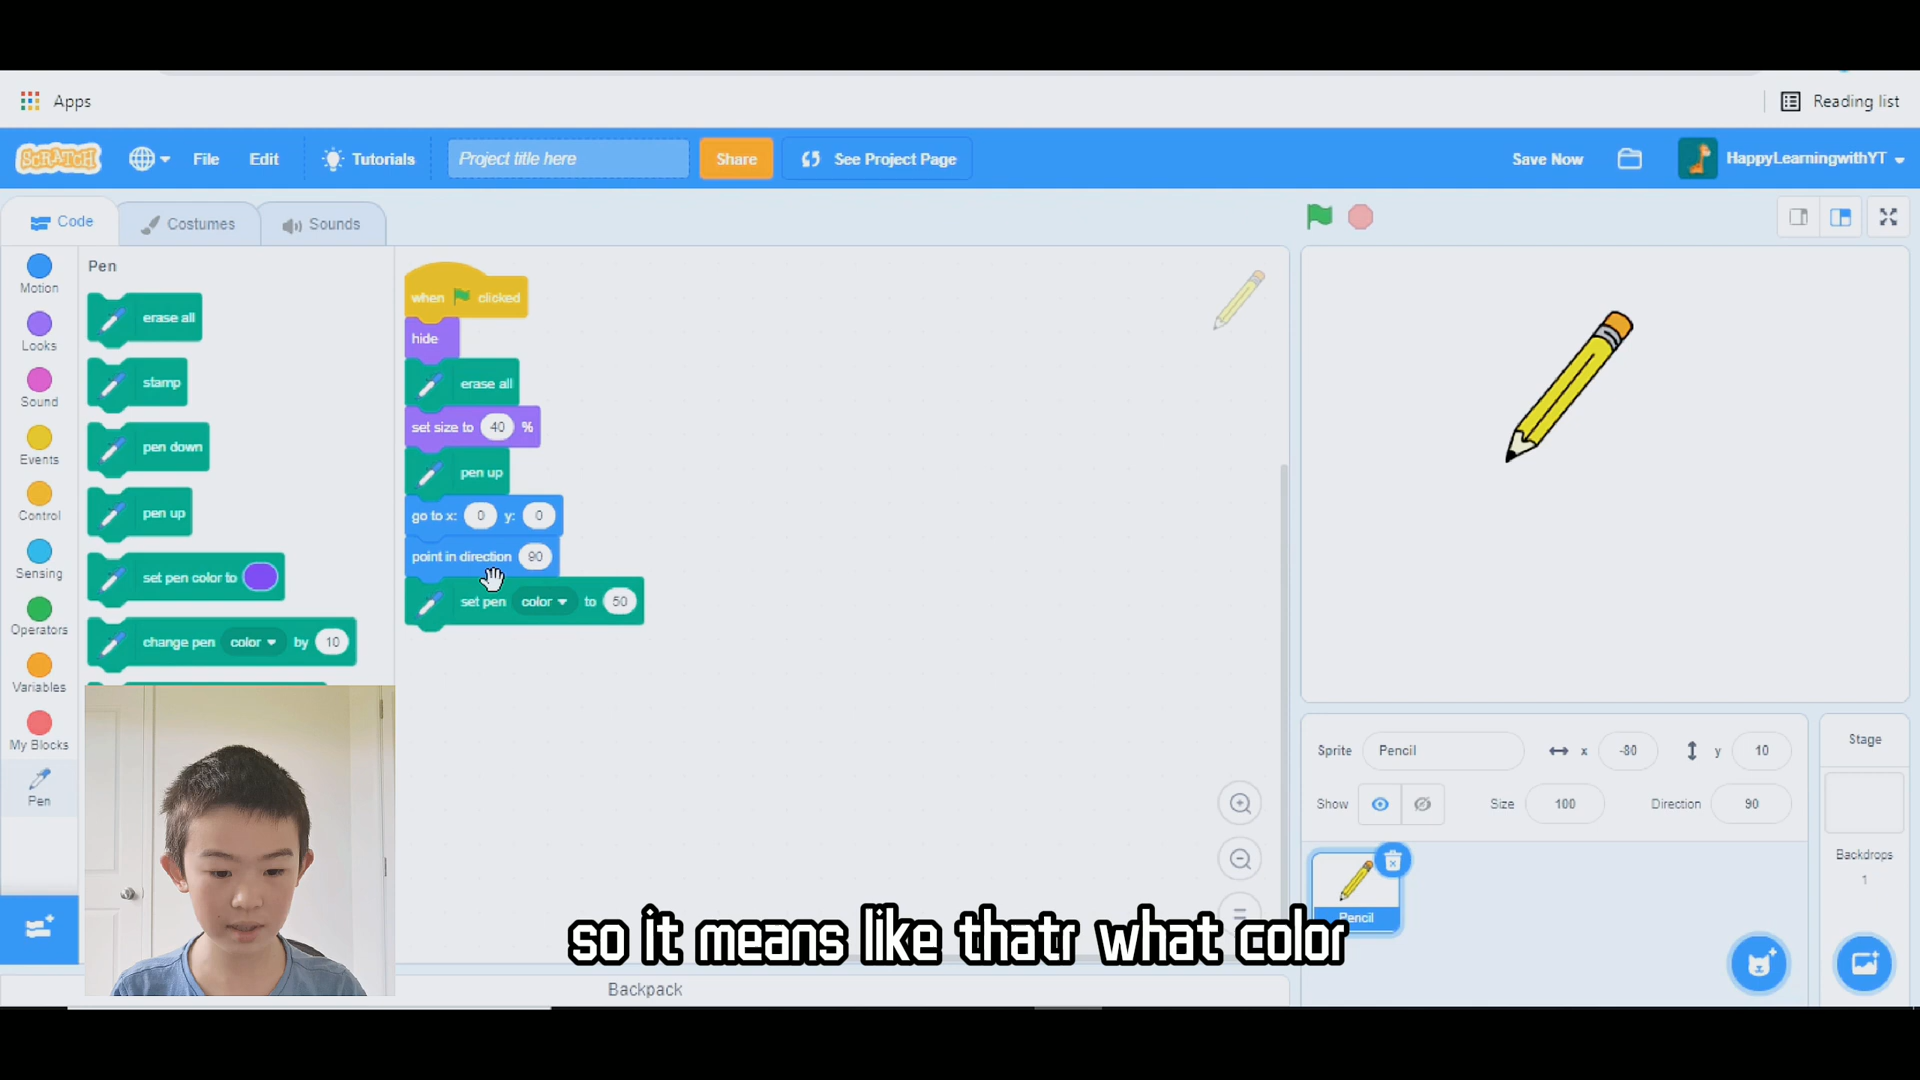 Apps
Reading list
SCRATCH
File
Edit
Tutorials
Project title here
Share
See Project Page
Save Now
HappyLearningwithYT
Code
Costumes
Sounds
Motion
Looks
Sound
Events
Control
Sensing
Operators
Variables
My Blocks
Pen
Pen
erase all
stamp
pen down
pen up
set pen color to
change pen color by 10
when clicked
hide
erase all
set size to 40 %
pen up
go to x: 0 y: 0
point in direction 90
set pen color to 50
Sprite Pencil x -80 y 10
Show Size 100 Direction 90
Pencil
Stage
Backdrops
1
so it means like thatr what color
Backpack